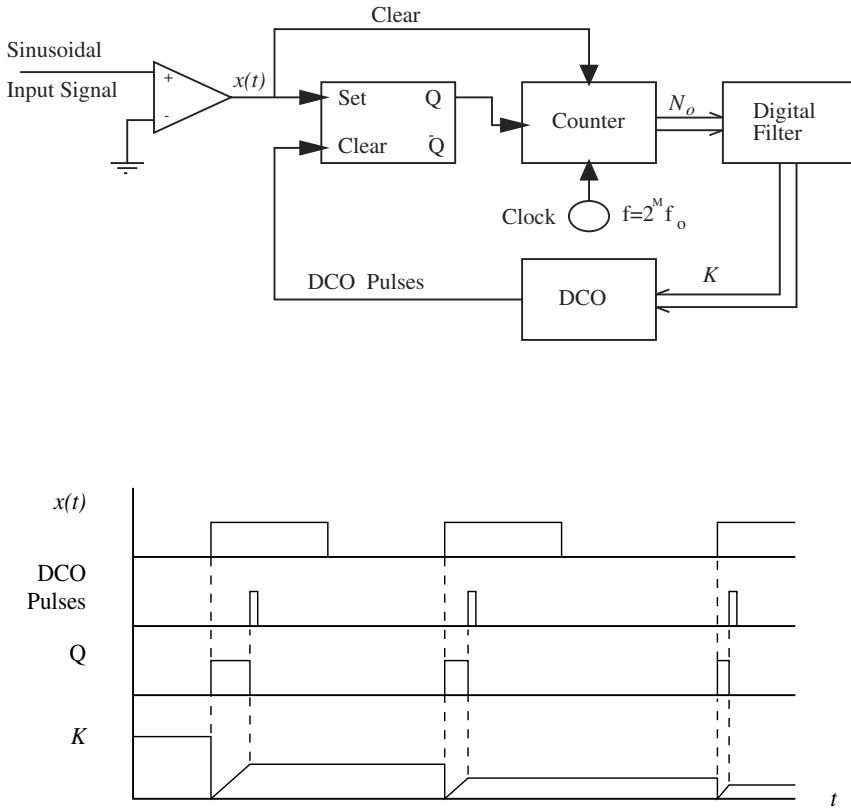 Clear
Sinusoidal
Input Signal
x(t)
+
-
Set Q
Clear Q̄
Counter
N_o
Digital
Filter
Clock f=2^M f_o
DCO Pulses
DCO
K
x(t)
DCO
Pulses
Q
K
t